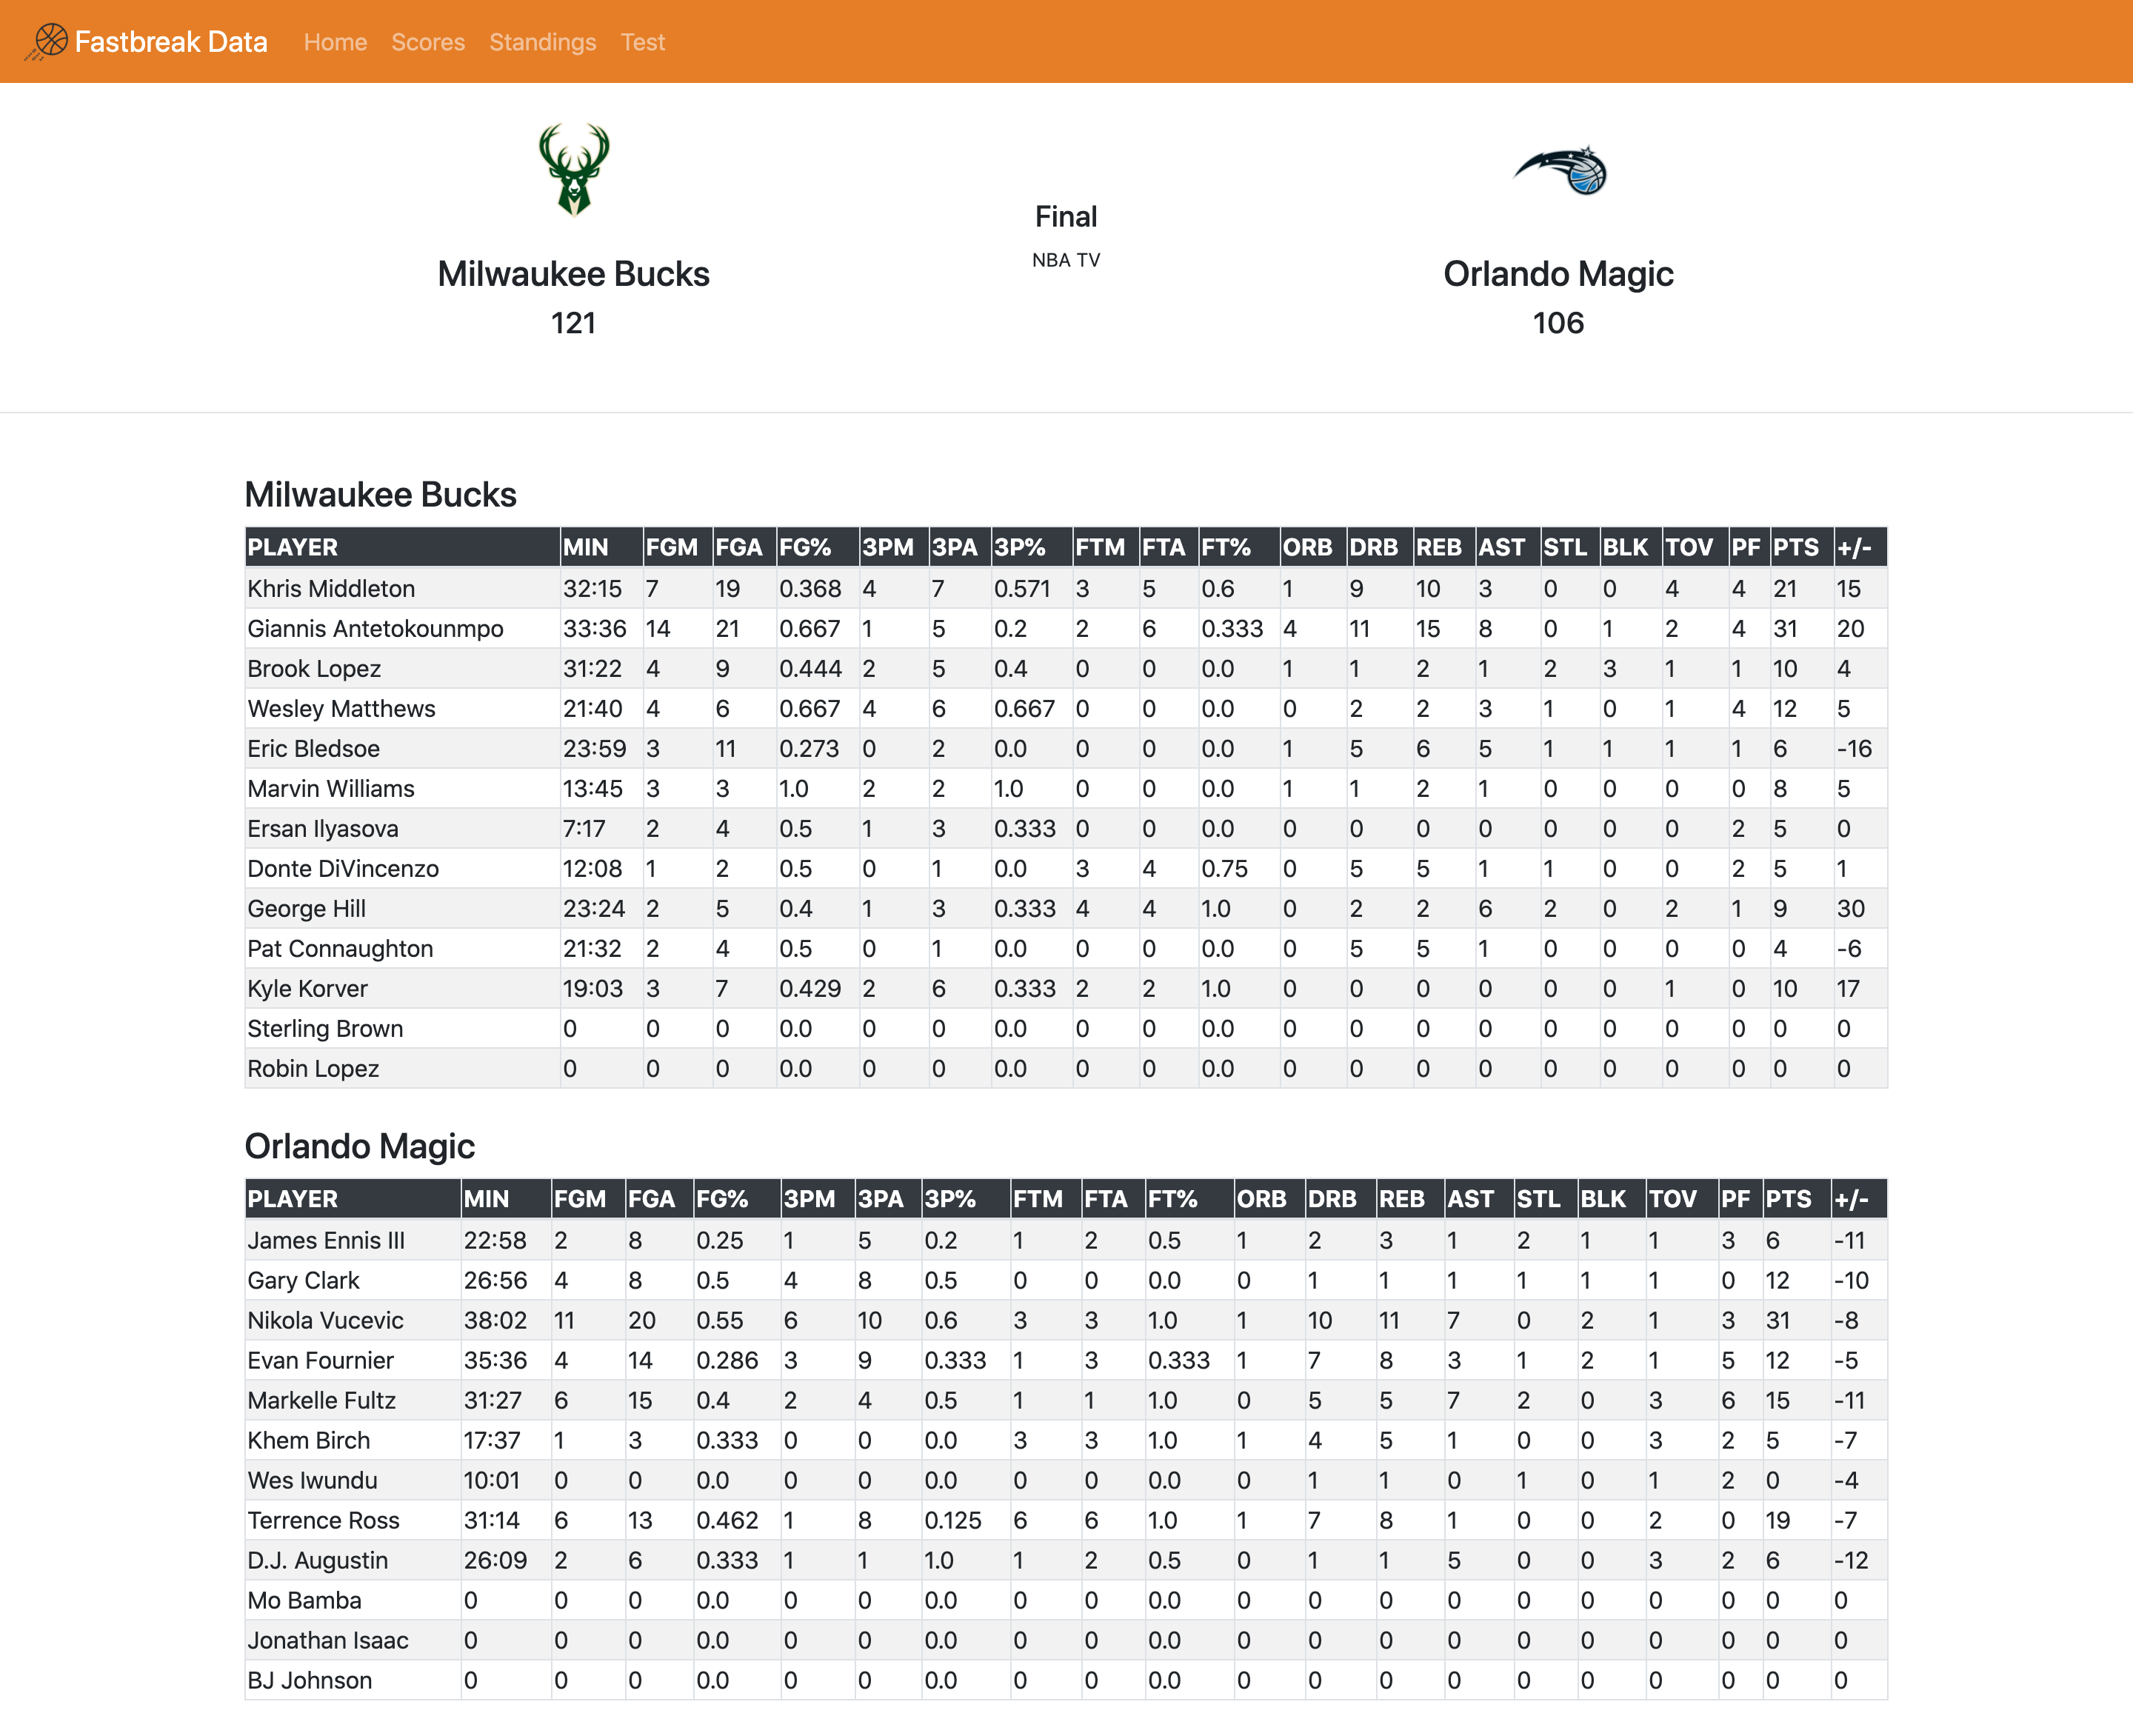 Fastbreak Data Home Scores Standings Test
Final
NBA TV
Milwaukee Bucks
121
Orlando Magic
106
Milwaukee Bucks
PLAYER MIN FGM FGA FG% 3PM 3PA 3P% FTM FTA FT% ORB DRB REB AST STL BLK TOV PF PTS +/-
Khris Middleton 32:15 7 19 0.368 4 7 0.571 3 5 0.6 1 9 10 3 0 0 4 4 21 15
Giannis Antetokounmpo 33:36 14 21 0.667 1 5 0.2 2 6 0.333 4 11 15 8 0 1 2 4 31 20
Brook Lopez 31:22 4 9 0.444 2 5 0.4 0 0 0.0 1 1 2 1 2 3 1 1 10 4
Wesley Matthews 21:40 4 6 0.667 4 6 0.667 0 0 0.0 0 2 2 3 1 0 1 4 12 5
Eric Bledsoe 23:59 3 11 0.273 0 2 0.0 0 0 0.0 1 5 6 5 1 1 1 1 6 -16
Marvin Williams 13:45 3 3 1.0 2 2 1.0 0 0 0.0 1 1 2 1 0 0 0 0 8 5
Ersan Ilyasova 7:17 2 4 0.5 1 3 0.333 0 0 0.0 0 0 0 0 0 0 0 2 5 0
Donte DiVincenzo 12:08 1 2 0.5 0 1 0.0 3 4 0.75 0 5 5 1 1 0 0 2 5 1
George Hill 23:24 2 5 0.4 1 3 0.333 4 4 1.0 0 2 2 6 2 0 2 1 9 30
Pat Connaughton 21:32 2 4 0.5 0 1 0.0 0 0 0.0 0 5 5 1 0 0 0 0 4 -6
Kyle Korver 19:03 3 7 0.429 2 6 0.333 2 2 1.0 0 0 0 0 0 0 1 0 10 17
Sterling Brown 0 0 0 0.0 0 0 0.0 0 0 0.0 0 0 0 0 0 0 0 0 0 0
Robin Lopez 0 0 0 0.0 0 0 0.0 0 0 0.0 0 0 0 0 0 0 0 0 0 0
Orlando Magic
PLAYER MIN FGM FGA FG% 3PM 3PA 3P% FTM FTA FT% ORB DRB REB AST STL BLK TOV PF PTS +/-
James Ennis III 22:58 2 8 0.25 1 5 0.2 1 2 0.5 1 2 3 1 2 1 1 3 6 -11
Gary Clark 26:56 4 8 0.5 4 8 0.5 0 0 0.0 0 1 1 1 1 1 1 0 12 -10
Nikola Vucevic 38:02 11 20 0.55 6 10 0.6 3 3 1.0 1 10 11 7 0 2 1 3 31 -8
Evan Fournier 35:36 4 14 0.286 3 9 0.333 1 3 0.333 1 7 8 3 1 2 1 5 12 -5
Markelle Fultz 31:27 6 15 0.4 2 4 0.5 1 1 1.0 0 5 5 7 2 0 3 6 15 -11
Khem Birch 17:37 1 3 0.333 0 0 0.0 3 3 1.0 1 4 5 1 0 0 3 2 5 -7
Wes Iwundu 10:01 0 0 0.0 0 0 0.0 0 0 0.0 0 1 1 0 1 0 1 2 0 -4
Terrence Ross 31:14 6 13 0.462 1 8 0.125 6 6 1.0 1 7 8 1 0 0 2 0 19 -7
D.J. Augustin 26:09 2 6 0.333 1 1 1.0 1 2 0.5 0 1 1 5 0 0 3 2 6 -12
Mo Bamba 0 0 0 0.0 0 0 0.0 0 0 0.0 0 0 0 0 0 0 0 0 0 0
Jonathan Isaac 0 0 0 0.0 0 0 0.0 0 0 0.0 0 0 0 0 0 0 0 0 0 0
BJ Johnson 0 0 0 0.0 0 0 0.0 0 0 0.0 0 0 0 0 0 0 0 0 0 0